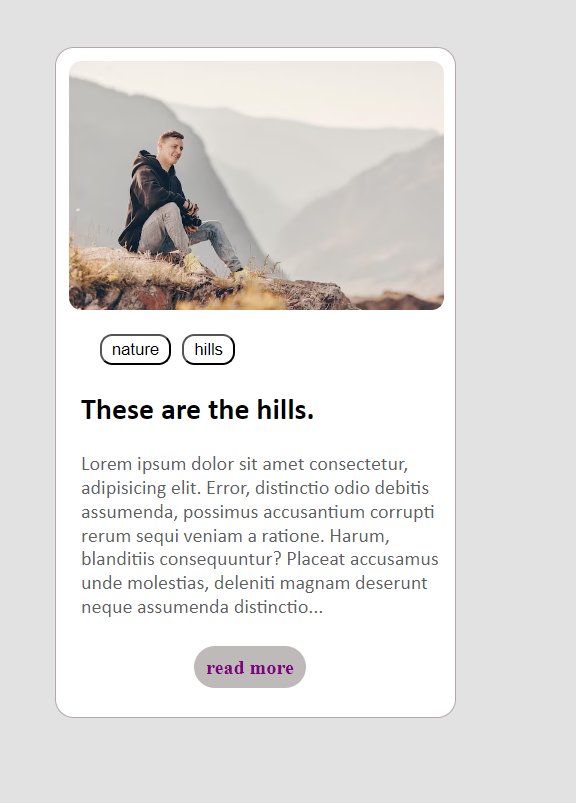 nature hills
These are the hills.
Lorem ipsum dolor sit amet consectetur,
adipisicing elit. Error, distinctio odio debitis
assumenda, possimus accusantium corrupti
rerum sequi veniam a ratione. Harum,
blanditiis consequuntur? Placeat accusamus
unde molestias, deleniti magnam deserunt
neque assumenda distinctio...
read more